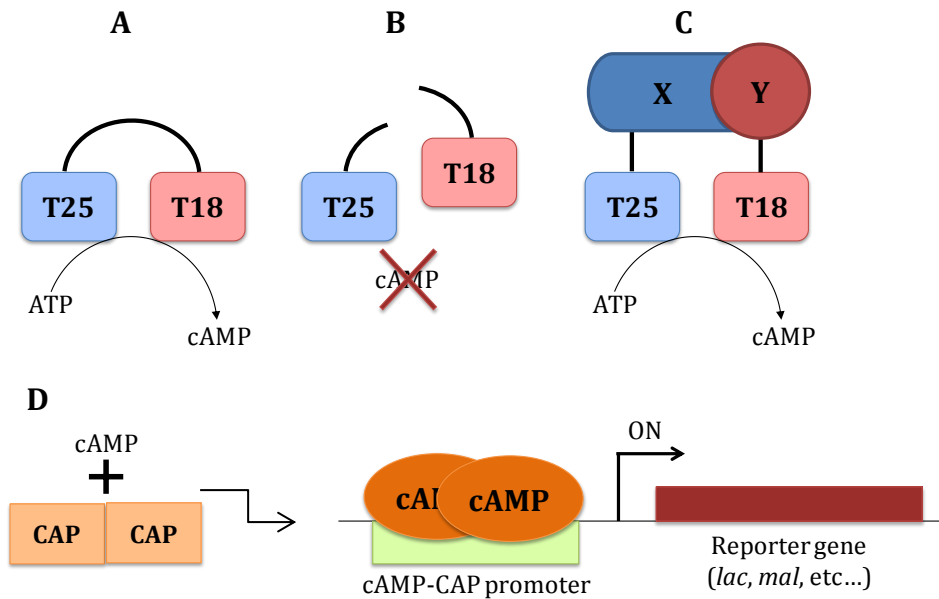 A
B
C
X
Y
T25
T18
T25
T18
T25
T18
ATP
cAMP
cAMP
ATP
cAMP
D
cAMP
+
CAP
CAP
cAMP
ON
cAMP-CAP promoter
Reporter gene
(lac, mal, etc…)